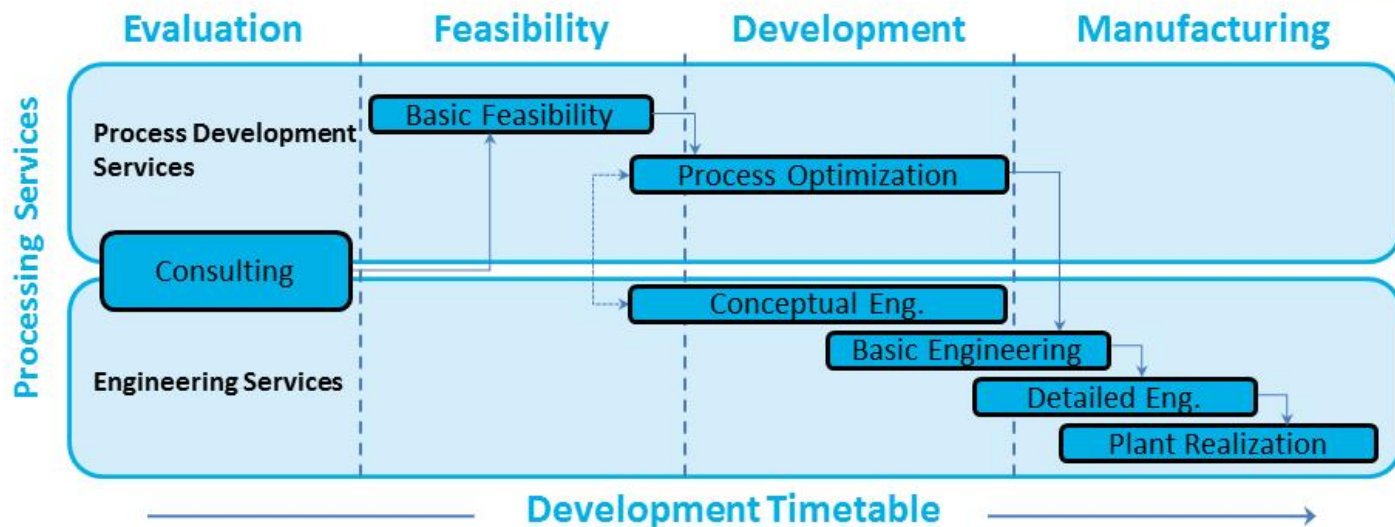 Evaluation
Feasibility
Development
Manufacturing
Processing Services
Process Development
Services
Basic Feasibility
Process Optimization
Consulting
Conceptual Eng.
Basic Engineering
Engineering Services
Detailed Eng.
Plant Realization
Development Timetable